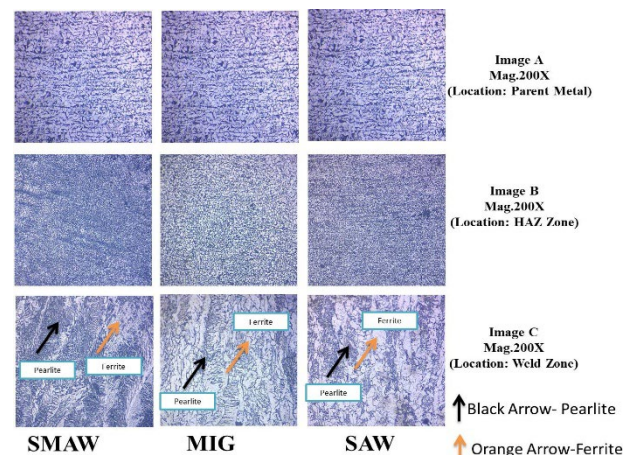 Image A
Mag.200X
(Location: Parent Metal)
Image B
Mag.200X
(Location: HAZ Zone)
Ferrite
Ferrite
Pearlite
Ferrite
Pearlite
Pearlite
Image C
Mag.200X
(Location: Weld Zone)
Black Arrow- Pearlite
SMAW MIG SAW
Orange Arrow-Ferrite